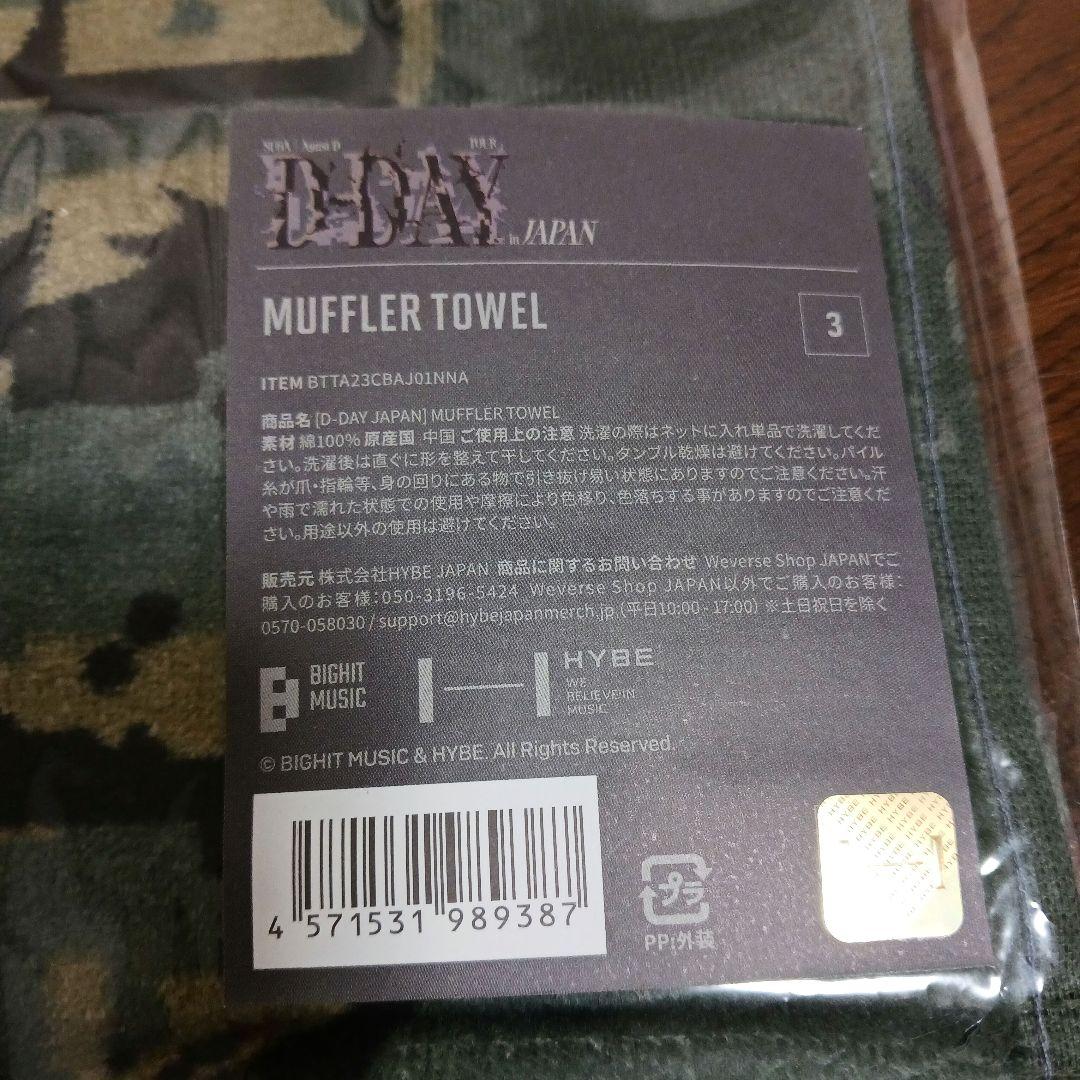 SUGA | Agust D TOUR
D-DAY
in JAPAN
MUFFLER TOWEL
3
ITEM BTTA23CBAJ01NNA
商品名 [D-DAY JAPAN] MUFFLER TOWEL
素材 綿100% 原産国 中国 ご使用上の注意 洗濯の際はネットに入れ単品で洗濯してくだ
さい。洗濯後は直ぐに形を整えて干してください。タンブル乾燥は避けてください。パイル
糸が爪・指輪等、身の回りにある物で引き抜け易い状態にありますのでご注意ください。汗
や雨で濡れた状態での使用や摩擦により色移り、色落ちする事がありますのでご注意くだ
さい。用途以外の使用は避けてください。
販売元 株式会社HYBE JAPAN 商品に関するお問い合わせ Weverse Shop JAPANでご
購入のお客様：050-3196-5424 Weverse Shop JAPAN以外でご購入のお客様：
0570-058030 / support@hybejapanmerch.jp (平日10:00 - 17:00) ※土日祝日を除く
BIGHIT
MUSIC
HYBE
WE
BELIEVE IN
MUSIC
© BIGHIT MUSIC & HYBE. All Rights Reserved.
4 571531 989387
プラ
PP:外装
HYBE HYBE HYBE